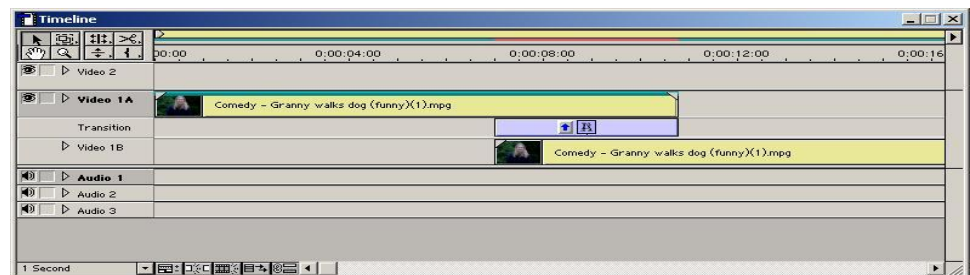 Timeline
00:00 0:00:04:00 0:00:08:00 0:00:12:00 0:00:16
Video 2
Video 1A Comedy - Granny walks dog (funny)(1).mpg
Transition
Video 1B Comedy - Granny walks dog (funny)(1).mpg
Audio 1
Audio 2
Audio 3
1 Second